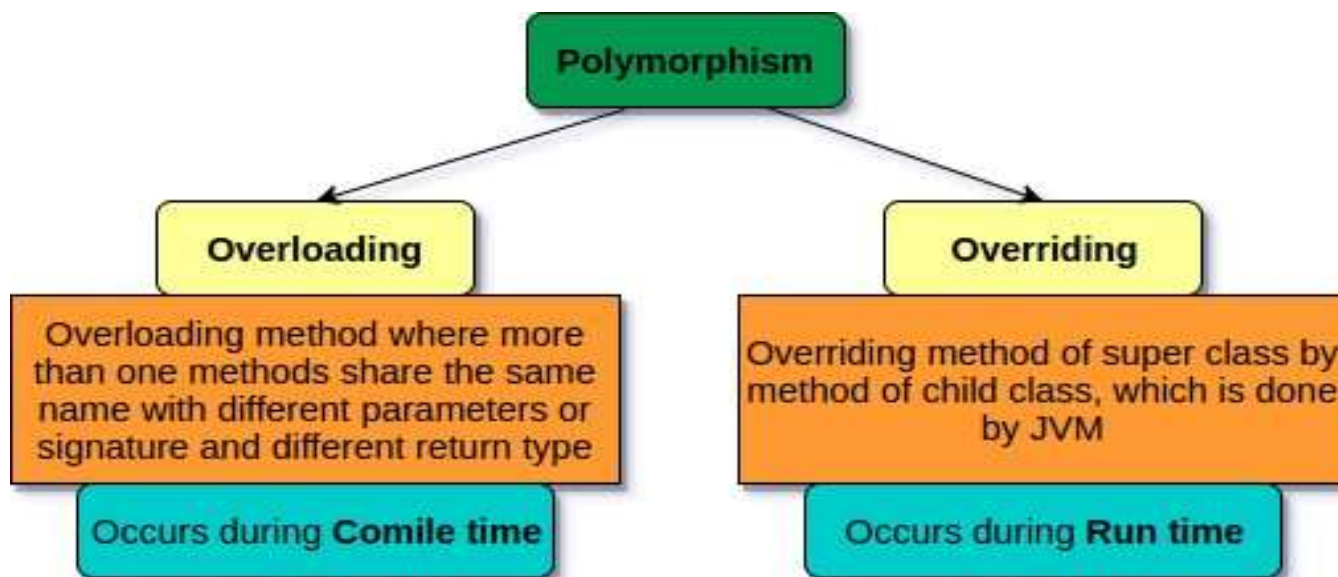 Polymorphism
Overloading
Overloading method where more
than one methods share the same
name with different parameters or
signature and different return type
Occurs during Comile time
Overriding
Overriding method of super class by
method of child class, which is done
by JVM
Occurs during Run time